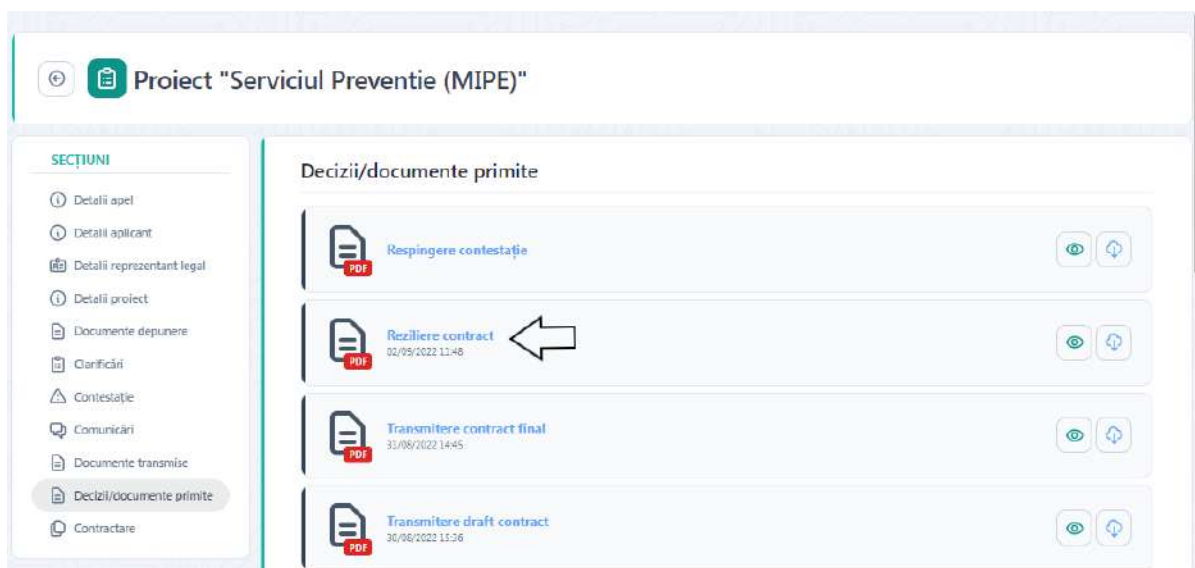 Proiect "Serviciul Preventie (MIPE)"
SECȚIUNI
Detalii apel
Detalii aplicant
Detalii reprezentant legal
Detalii proiect
Documente depunere
Clarificări
Contestație
Comunicări
Documente transmise
Decizii/documente primite
Contractare
Decizii/documente primite
PDF
Respingere contestație
PDF
Reziliere contract
02/09/2022 11:48
PDF
Transmitere contract final
31/08/2022 14:45
PDF
Transmitere draft contract
30/08/2022 15:36